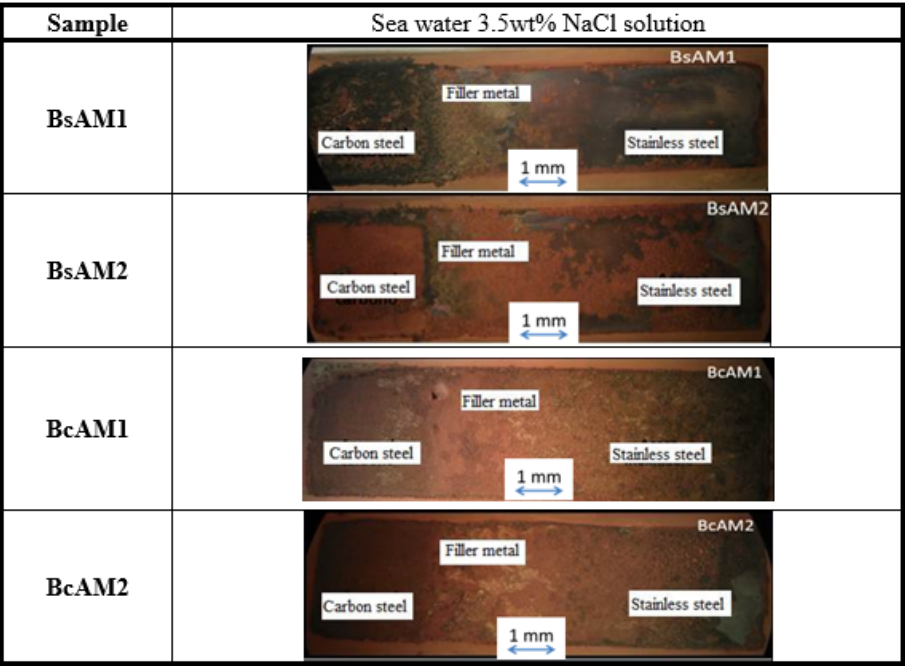 Sample
Sea water 3.5wt% NaCl solution
BsAM1
BsAM1
Filler metal
Carbon steel
Stainless steel
1 mm
BsAM2
BsAM2
Filler metal
Carbon steel
Stainless steel
1 mm
BcAM1
BcAM1
Filler metal
Carbon steel
Stainless steel
1 mm
BcAM2
BcAM2
Filler metal
Carbon steel
Stainless steel
1 mm